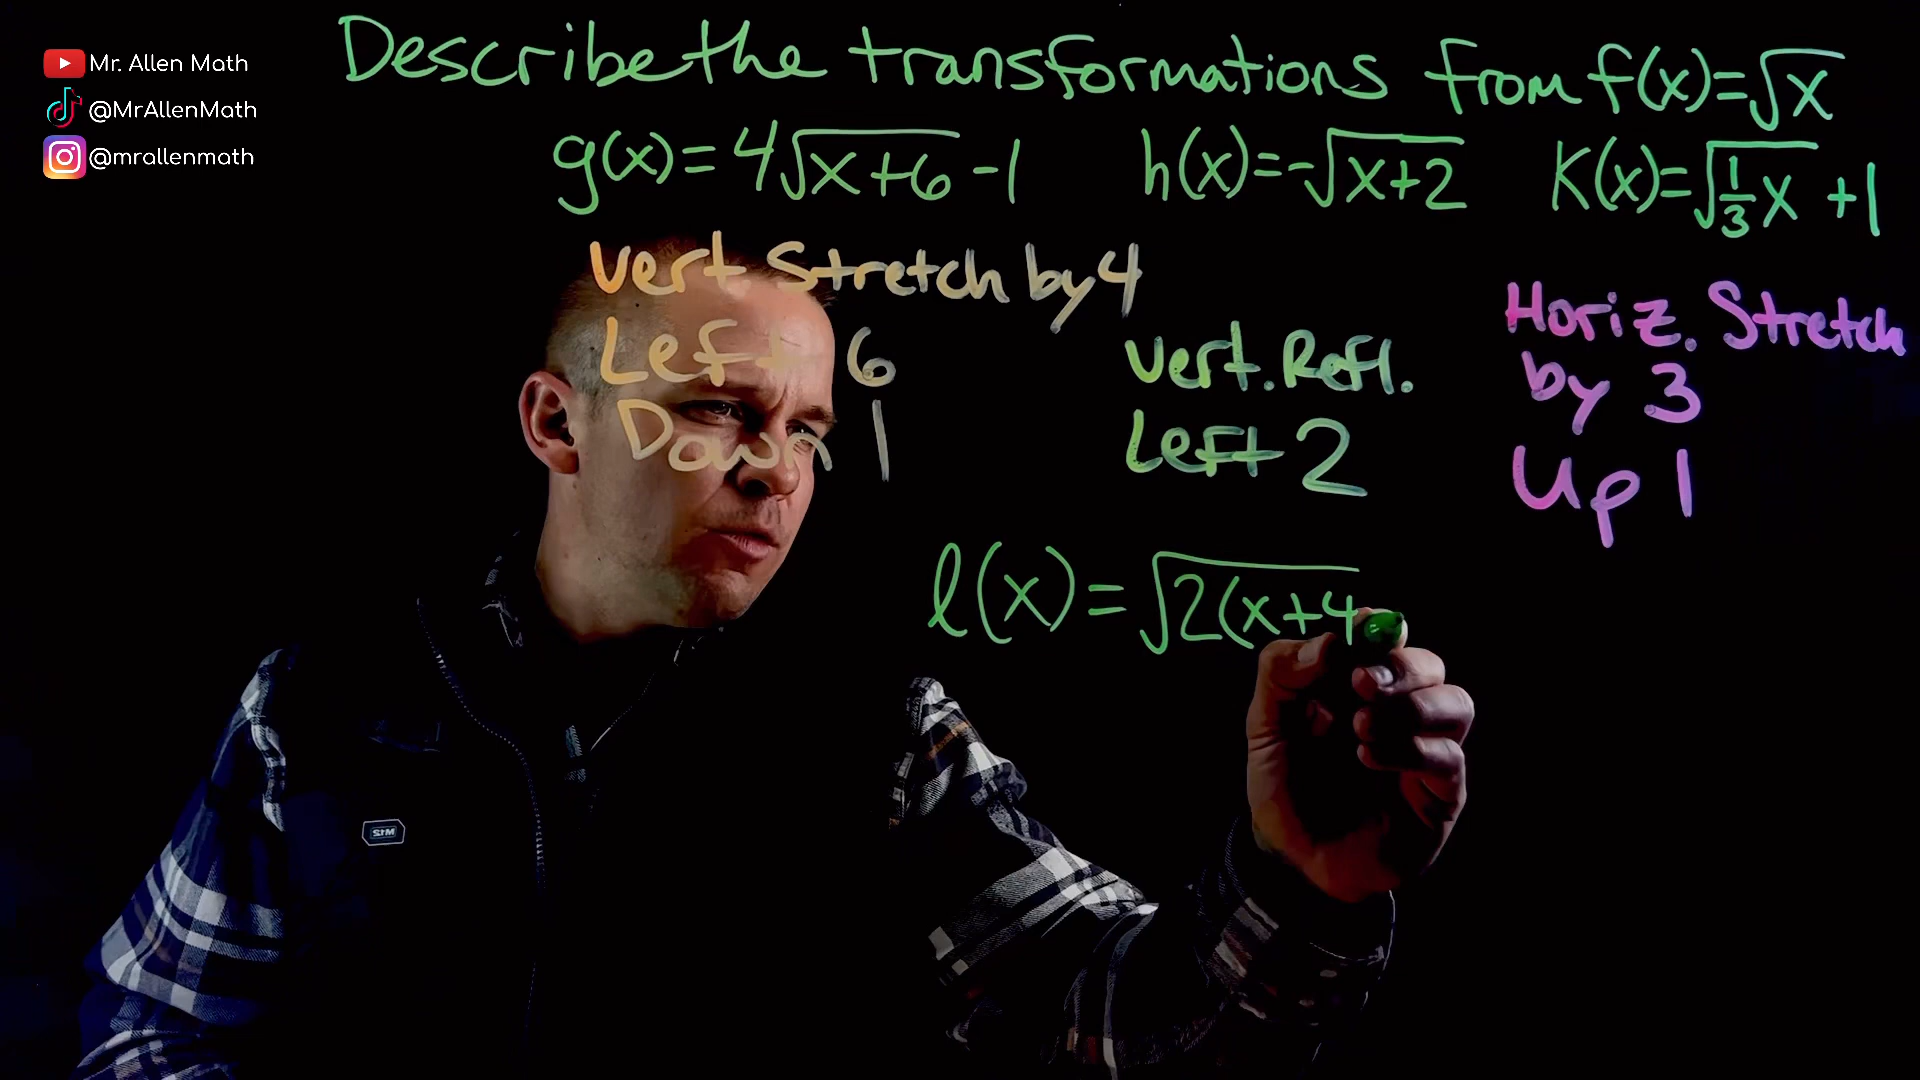 Mr. Allen Math
@MrAllenMath
@mrallenmath
Describe the transformations from f(x)=√x
g(x)=4√x+6 -1
h(x)=-√x+2
K(x)=√1/3x +1
Vert Stretch by 4
Left 6
Down 1
Vert. Refl.
Left 2
Horiz. Stretch
by 3
Up 1
l(x)=√2(x+4